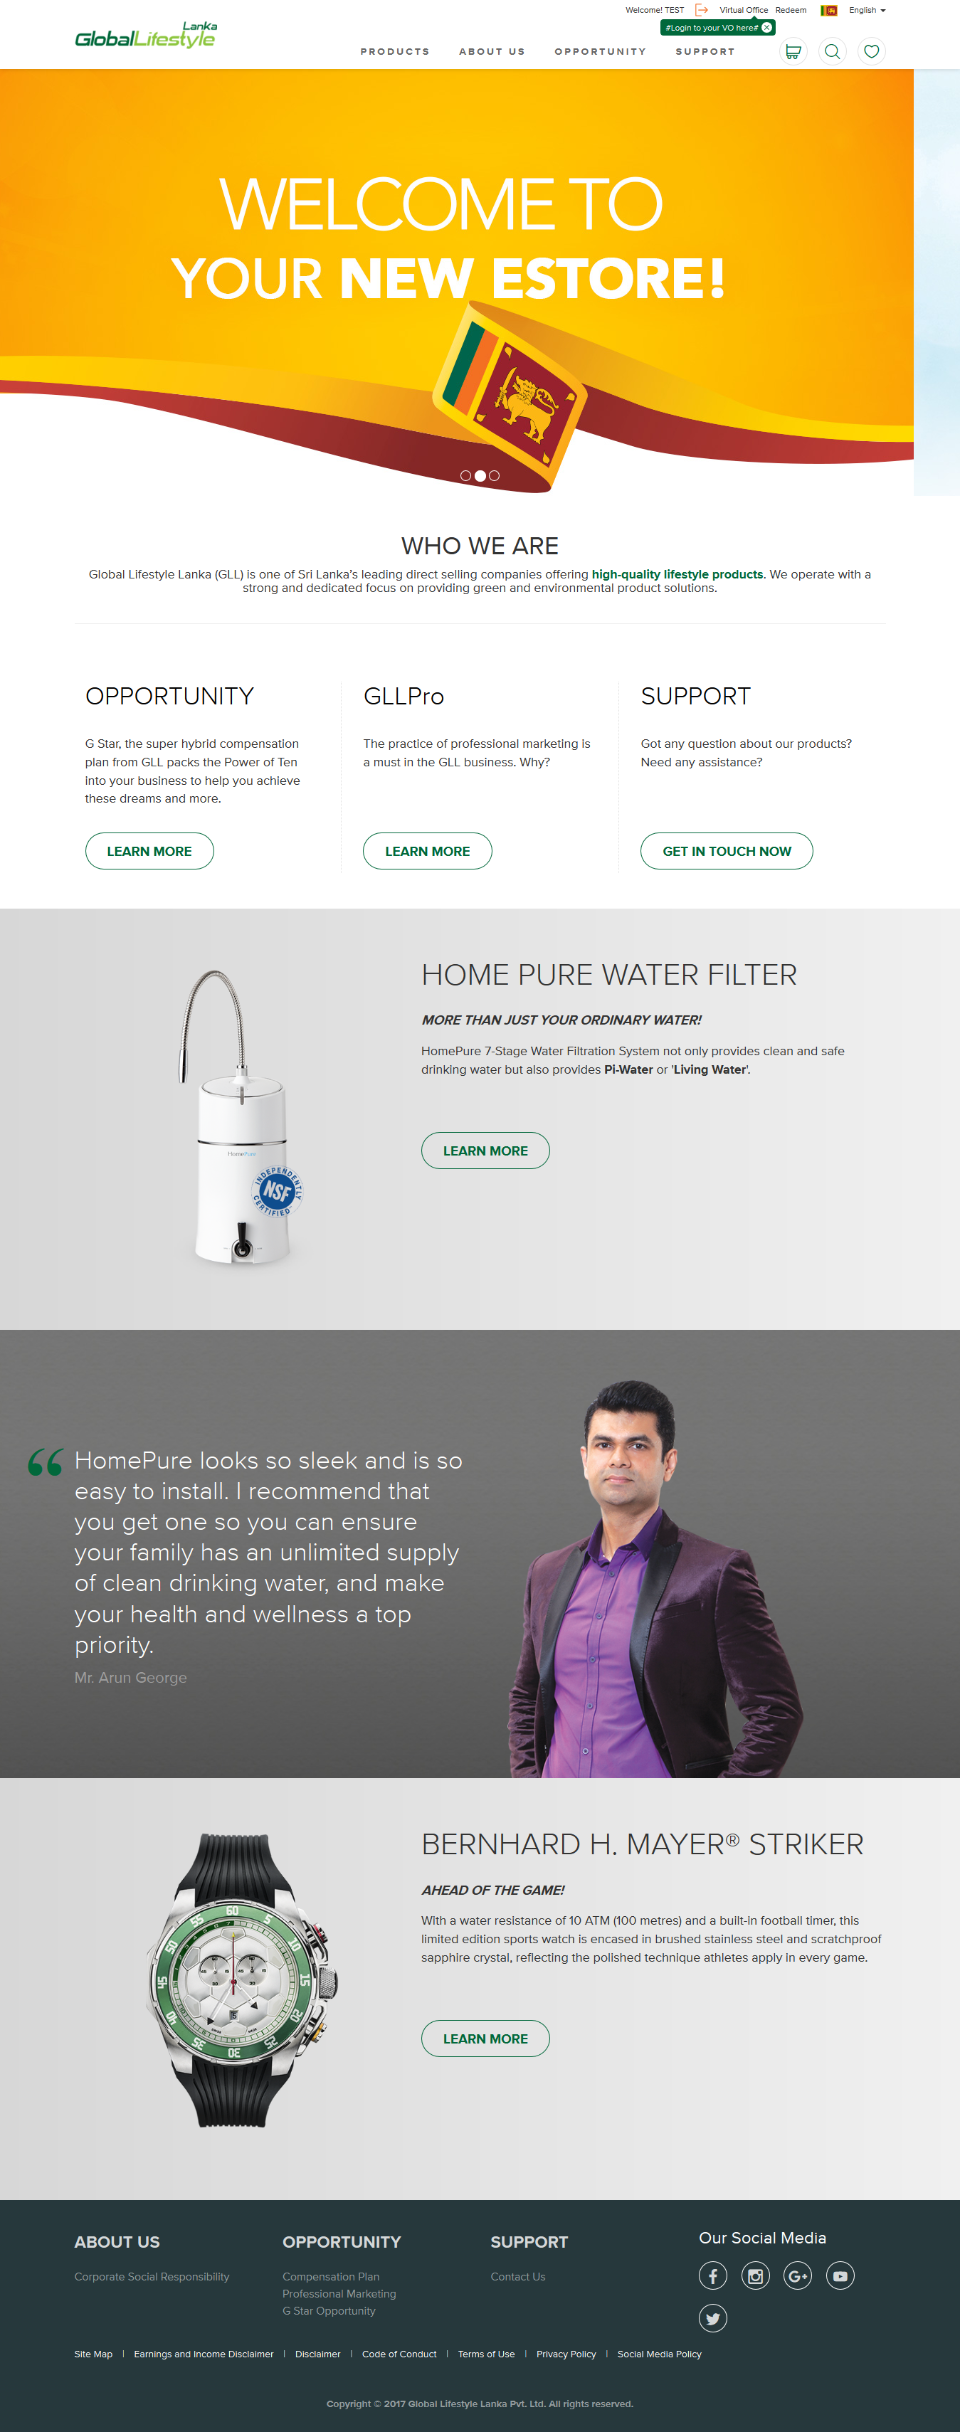 Welcome! TEST Virtual Office Redeem English
Lanka
GlobalLifestyle
#Login to your VO here#
PRODUCTS ABOUT US OPPORTUNITY SUPPORT
WELCOME TO
YOUR NEW ESTORE!
WHO WE ARE
Global Lifestyle Lanka (GLL) is one of Sri Lanka's leading direct selling companies offering high-quality lifestyle products. We operate with a
strong and dedicated focus on providing green and environmental product solutions.
OPPORTUNITY
G Star, the super hybrid compensation
plan from GLL packs the Power of Ten
into your business to help you achieve
these dreams and more.
LEARN MORE
GLLPro
The practice of professional marketing is
a must in the GLL business. Why?
LEARN MORE
SUPPORT
Got any question about our products?
Need any assistance?
GET IN TOUCH NOW
HomePure
INDEPENDENTLY
NSF
CERTIFIED
HOME PURE WATER FILTER
MORE THAN JUST YOUR ORDINARY WATER!
HomePure 7-Stage Water Filtration System not only provides clean and safe
drinking water but also provides Pi-Water or 'Living Water'.
LEARN MORE
“ HomePure looks so sleek and is so
easy to install. I recommend that
you get one so you can ensure
your family has an unlimited supply
of clean drinking water, and make
your health and wellness a top
priority.
Mr. Arun George
60 5 10 15 20 25 30 35 40 45 50 55
BERNHARD H. MAYER® STRIKER
AHEAD OF THE GAME!
With a water resistance of 10 ATM (100 metres) and a built-in football timer, this
limited edition sports watch is encased in brushed stainless steel and scratchproof
sapphire crystal, reflecting the polished technique athletes apply in every game.
LEARN MORE
ABOUT US
Corporate Social Responsibility
OPPORTUNITY
Compensation Plan
Professional Marketing
G Star Opportunity
SUPPORT
Contact Us
Our Social Media
Site Map | Earnings and Income Disclaimer | Disclaimer | Code of Conduct | Terms of Use | Privacy Policy | Social Media Policy
Copyright © 2017 Global Lifestyle Lanka Pvt. Ltd. All rights reserved.